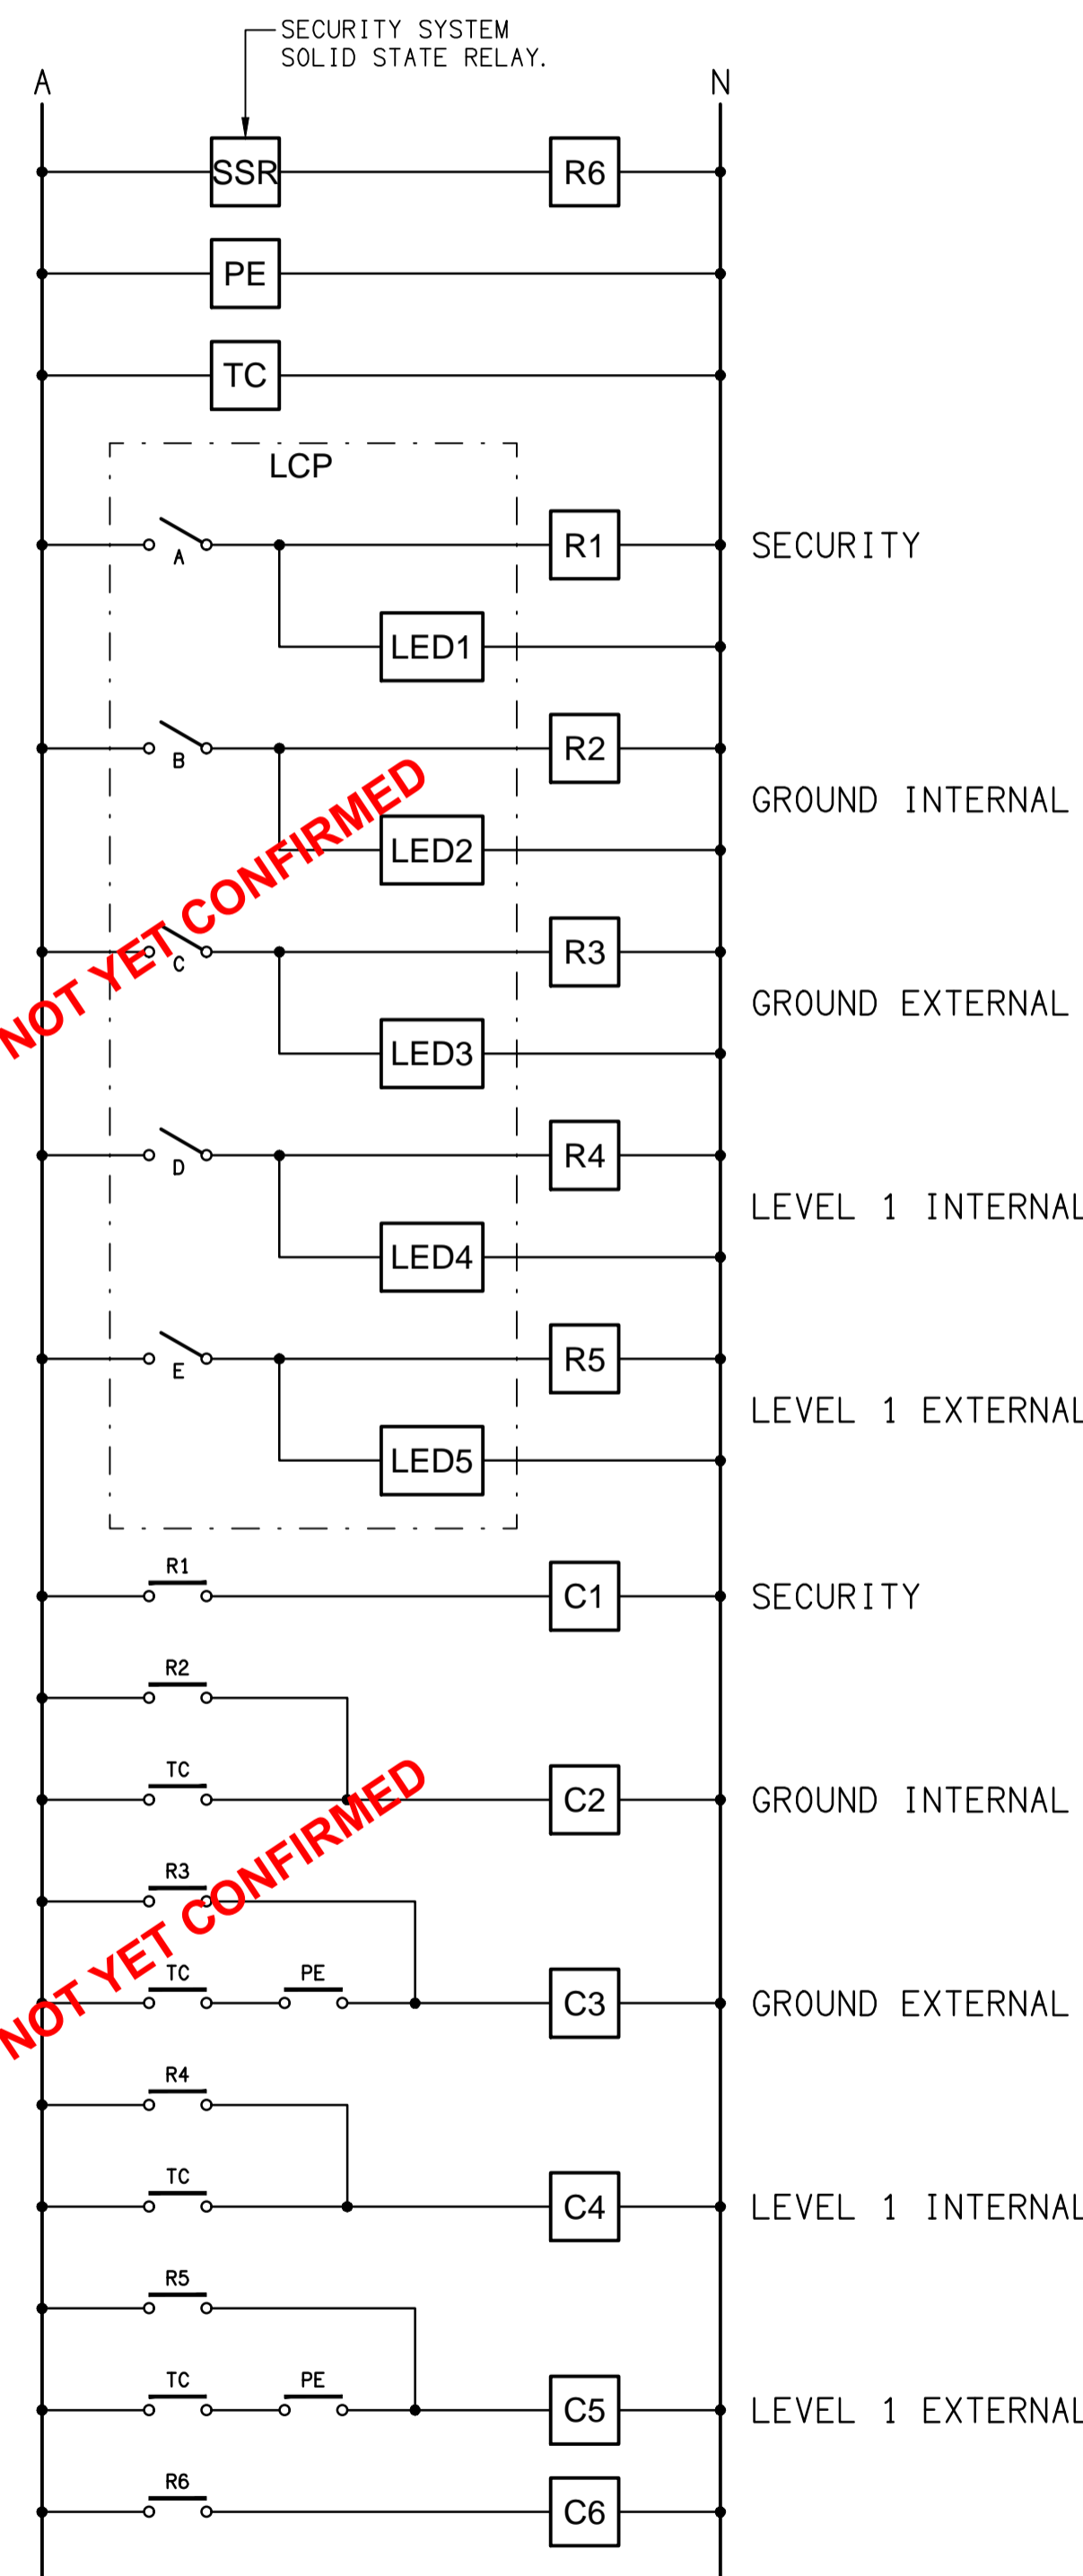 SECURITY SYSTEM
SOLID STATE RELAY.
A
N
SSR
R6
PE
TC
LCP
A
R1
SECURITY
LED1
B
R2
GROUND INTERNAL
LED2
NOT YET CONFIRMED
C
R3
GROUND EXTERNAL
LED3
D
R4
LEVEL 1 INTERNAL
LED4
E
R5
LEVEL 1 EXTERNAL
LED5
R1
C1
SECURITY
R2
TC
C2
GROUND INTERNAL
NOT YET CONFIRMED
R3
TC
PE
C3
GROUND EXTERNAL
R4
TC
C4
LEVEL 1 INTERNAL
R5
TC
PE
C5
LEVEL 1 EXTERNAL
R6
C6